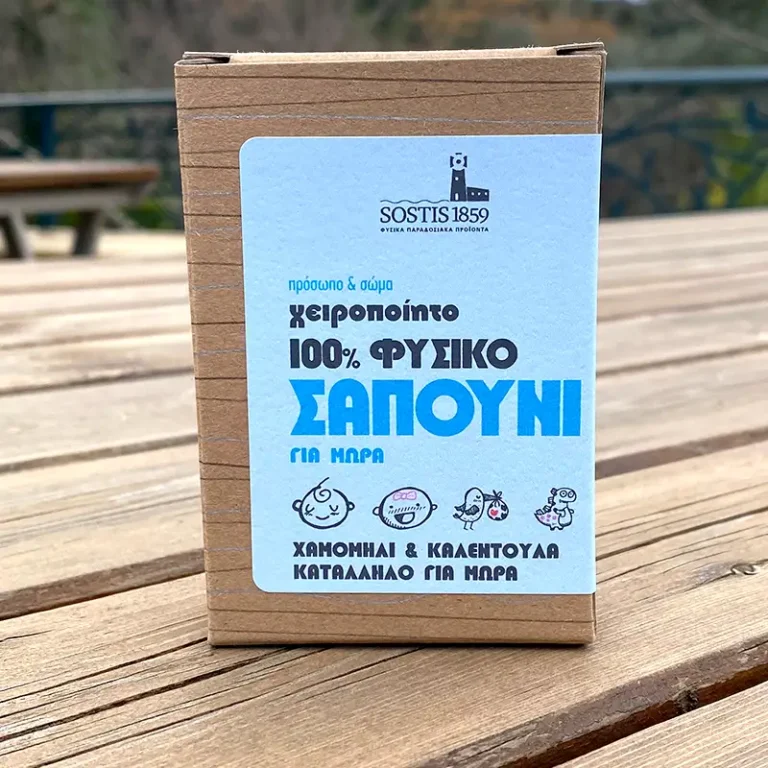 SOSTIS 1859
ΦΥΣΙΚΑ ΠΑΡΑΔΟΣΙΑΚΑ ΠΡΟΪΟΝΤΑ
πρόσωπο & σώμα
χειροποίητο
100% ΦΥΣΙΚΟ
ΣΑΠΟΥΝΙ
ΓΙΑ ΜΩΡΑ
ΧΑΜΟΜΗΛΙ & ΚΑΛΕΝΤΟΥΛΑ
ΚΑΤΑΛΛΗΛΟ ΓΙΑ ΜΩΡΑ